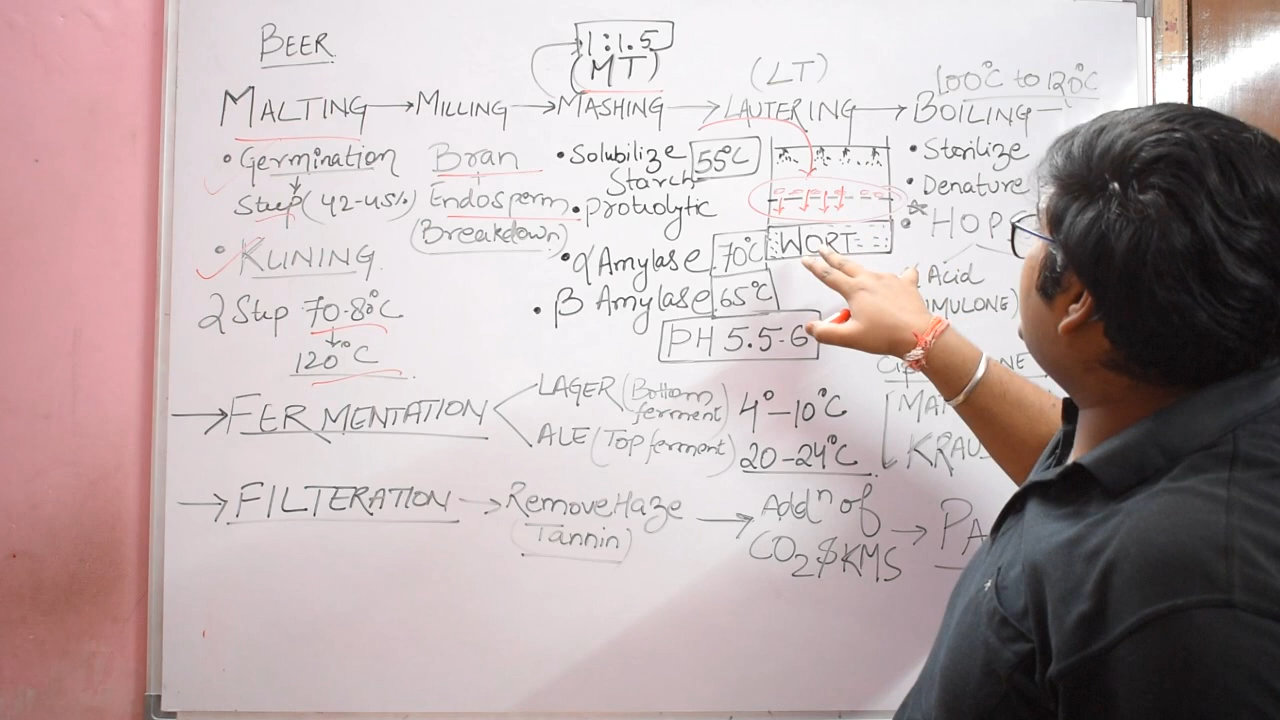 BEER
1:1.5
(MT)
(LT)
100°C to 120°C
MALTING → MILLING → MASHING → LAUTERING → BOILING
• Germination
Steep (42-45%)
• KLINING
2 Step 70-80°C
↓ to
120°C
Bran
Endosperm
(Breakdown)
• Solubilize Starch 55°C
• Proteolytic
• α Amylase 70°C
• β Amylase 65°C
PH 5.5-6
WORT
• Sterilize
• Denature
• HOP
Acid
→ FERMENTATION
LAGER (Bottom ferment) 4°-10°C
ALE (Top ferment) 20-24°C
→ FILTERATION → Remove Haze (Tannin) → Addn of CO2 & KMS →